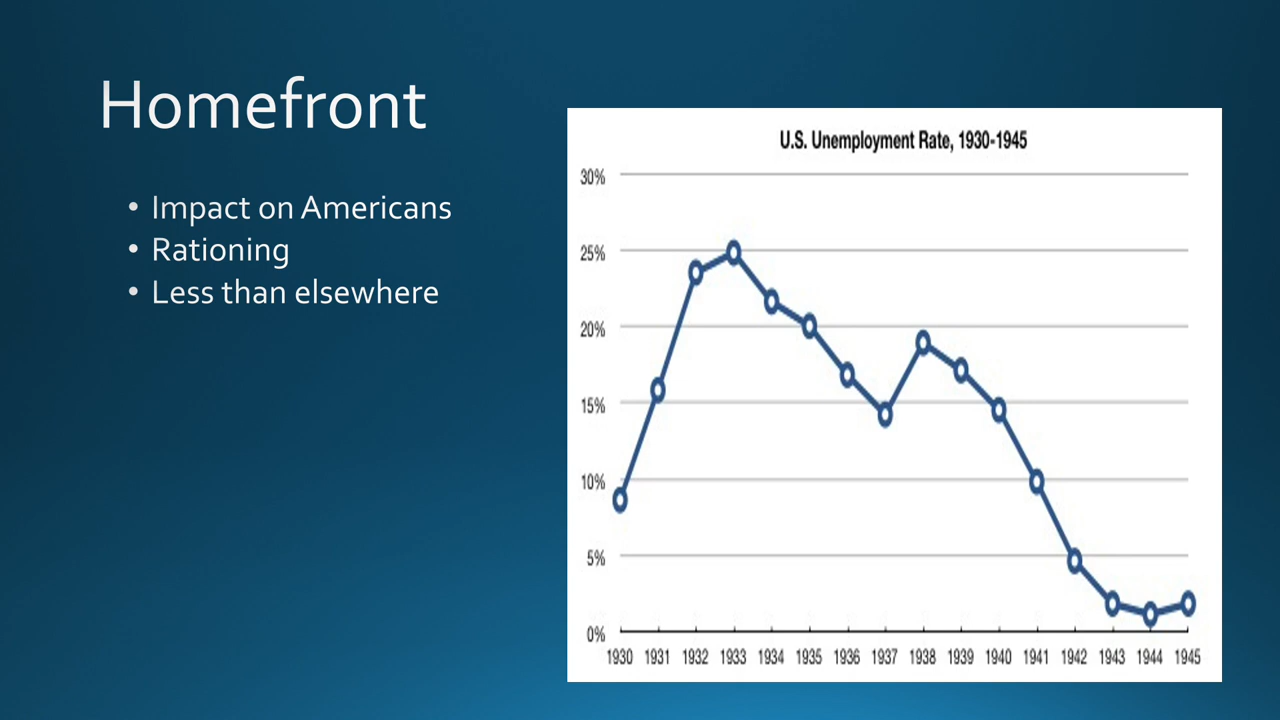 Homefront
• Impact on Americans
• Rationing
• Less than elsewhere
U.S. Unemployment Rate, 1930-1945
30%
25%
20%
15%
10%
5%
0%
1930 1931 1932 1933 1934 1935 1936 1937 1938 1939 1940 1941 1942 1943 1944 1945